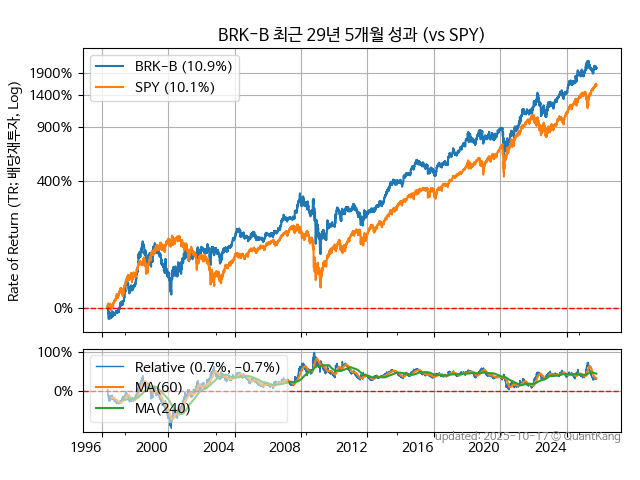 BRK-B 최근 29년 5개월 성과 (vs SPY)
Rate of Return (TR; 배당재투자, Log)
1900%
1400%
900%
400%
0%
BRK-B (10.9%)
SPY (10.1%)
100%
0%
Relative (0.7%, -0.7%)
MA(60)
MA(240)
1996 2000 2004 2008 2012 2016 2020 2024
updated: 2025-10-17 © QuantKang